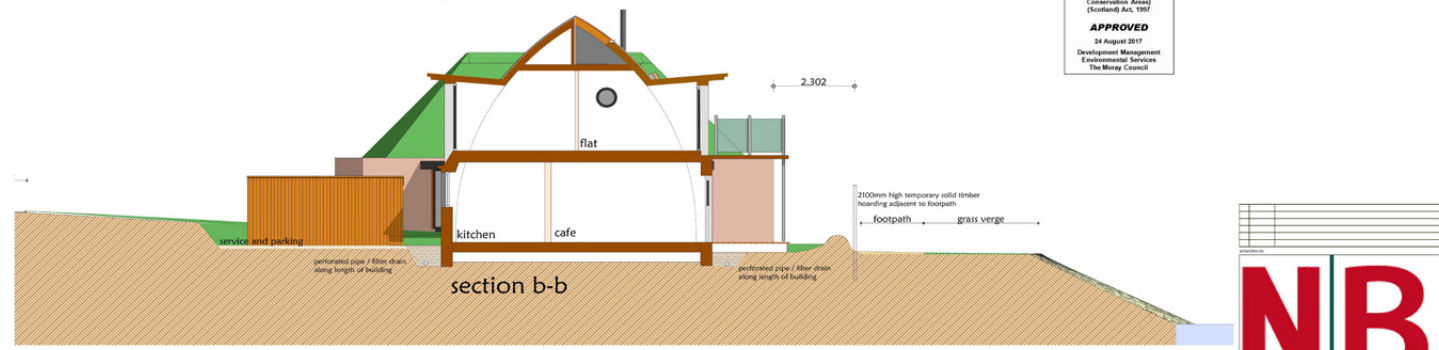 Conservation Areas)
(Scotland) Act, 1997
APPROVED
24 August 2017
Development Management
Environmental Services
The Moray Council
2,302
flat
2100mm high temporary solid timber
hoarding adjacent to footpath
footpath
grass verge
kitchen
cafe
service and parking
perforated pipe / filter drain
along length of building
perforated pipe / filter drain
along length of building
section b-b
amendments
NB